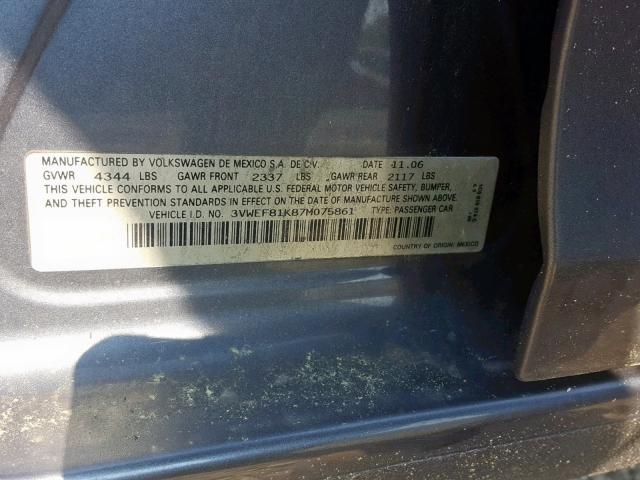 MANUFACTURED BY VOLKSWAGEN DE MEXICO S.A. DE C.V. DATE 11.06
GVWR 4344 LBS GAWR FRONT 2337 LBS GAWR REAR 2117 LBS
THIS VEHICLE CONFORMS TO ALL APPLICABLE U.S. FEDERAL MOTOR VEHICLE SAFETY, BUMPER,
AND THEFT PREVENTION STANDARDS IN EFFECT ON THE DATE OF MANUFACTURE SHOWN ABOVE.
VEHICLE I.D. NO. 3VWEF81K87M075861 TYPE: PASSENGER CAR
COUNTRY OF ORIGIN: MEXICO